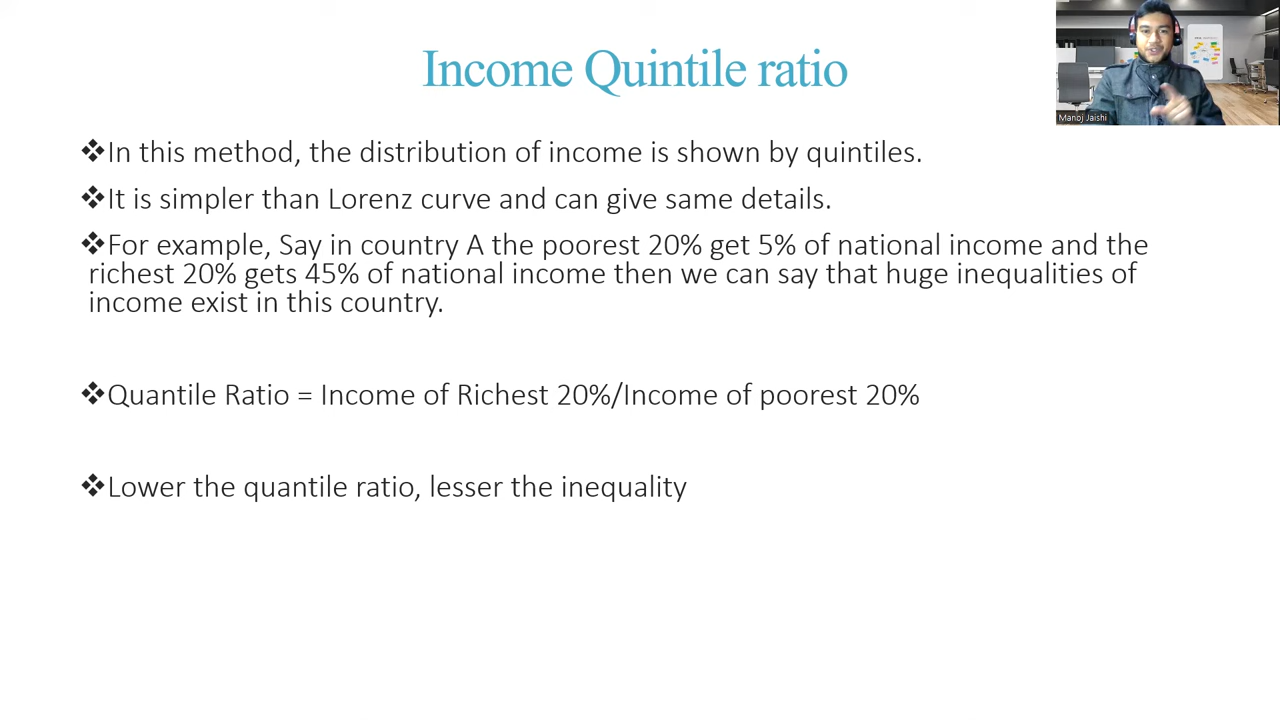 Income Quintile ratio
Manoj Jaishi
❖In this method, the distribution of income is shown by quintiles.
❖It is simpler than Lorenz curve and can give same details.
❖For example, Say in country A the poorest 20% get 5% of national income and the
richest 20% gets 45% of national income then we can say that huge inequalities of
income exist in this country.
❖Quantile Ratio = Income of Richest 20%/Income of poorest 20%
❖Lower the quantile ratio, lesser the inequality